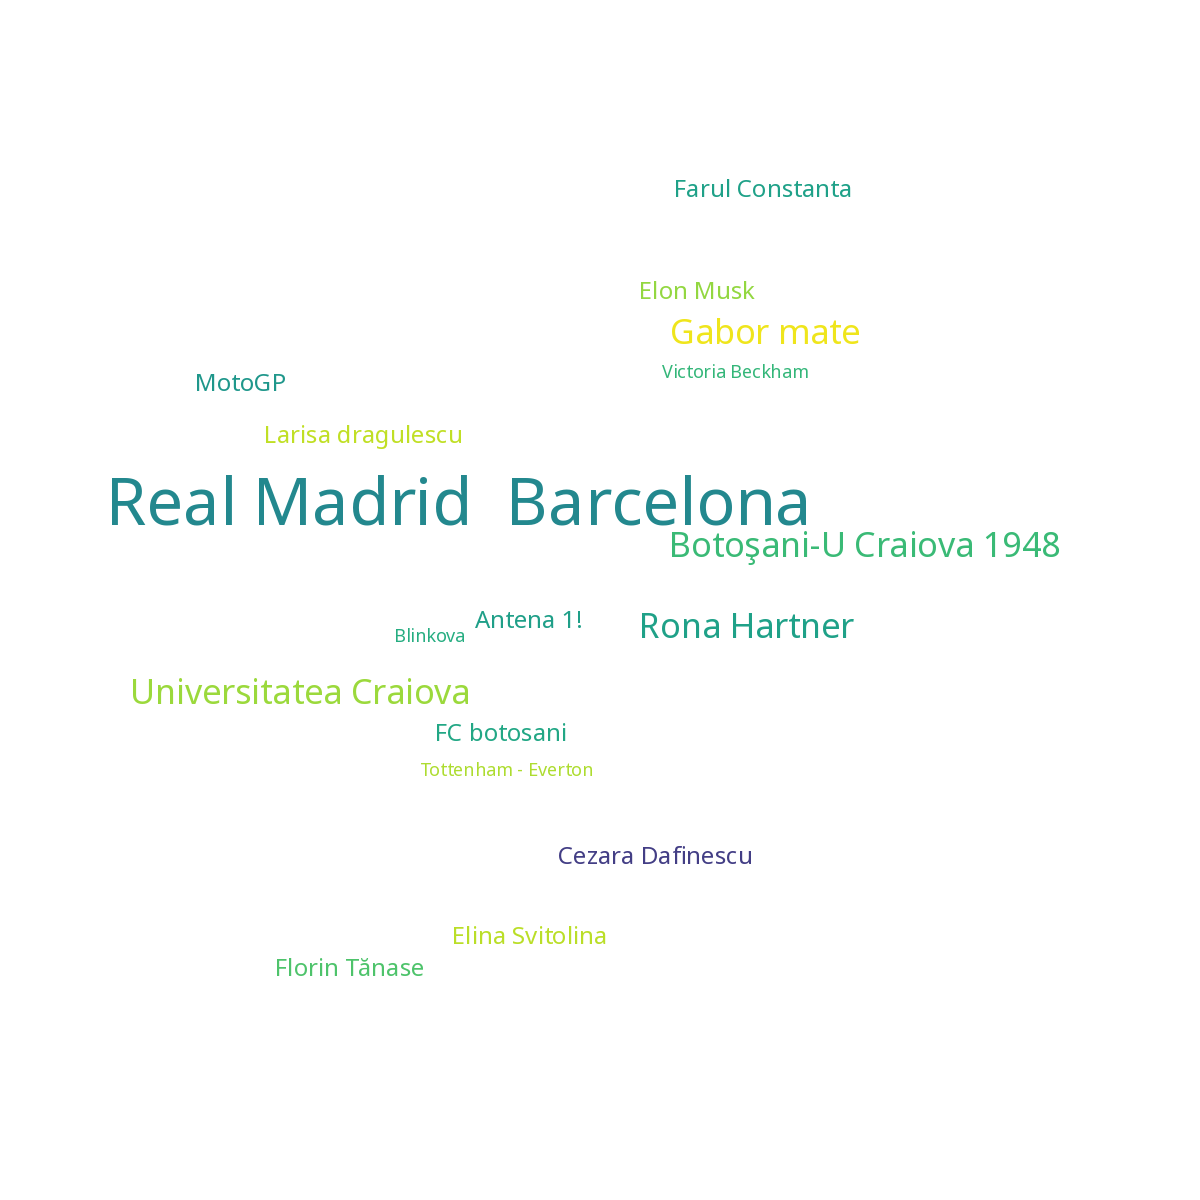 Farul Constanta
Elon Musk
Gabor mate
Victoria Beckham
MotoGP
Larisa dragulescu
Real Madrid  Barcelona
Botoşani-U Craiova 1948
Antena 1!
Rona Hartner
Blinkova
Universitatea Craiova
FC botosani
Tottenham - Everton
Cezara Dafinescu
Elina Svitolina
Florin Tănase